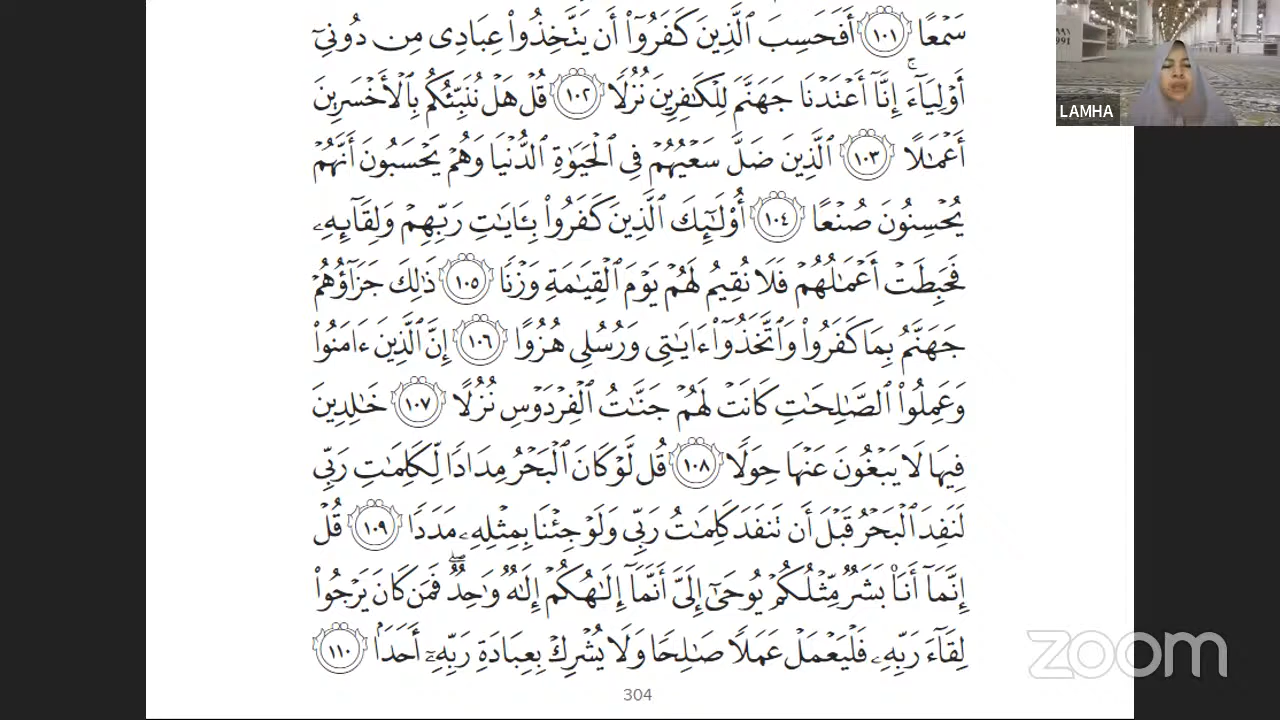 سَمْعًا ١٠١ أَفَحَسِبَ ٱلَّذِينَ كَفَرُوٓا۟ أَن يَتَّخِذُوا۟ عِبَادِى مِن دُونِىٓ
أَوْلِيَآءَ ۚ إِنَّآ أَعْتَدْنَا جَهَنَّمَ لِلْكَٰفِرِينَ نُزُلًا ١٠٢ قُلْ هَلْ نُنَبِّئُكُم بِٱلْأَخْسَرِينَ
أَعْمَٰلًا ١٠٣ ٱلَّذِينَ ضَلَّ سَعْيُهُمْ فِى ٱلْحَيَوٰةِ ٱلدُّنْيَا وَهُمْ يَحْسَبُونَ أَنَّهُمْ
يُحْسِنُونَ صُنْعًا ١٠٤ أُو۟لَٰٓئِكَ ٱلَّذِينَ كَفَرُوا۟ بِـَٔايَٰتِ رَبِّهِمْ وَلِقَآئِهِۦ
فَحَبِطَتْ أَعْمَٰلُهُمْ فَلَا نُقِيمُ لَهُمْ يَوْمَ ٱلْقِيَٰمَةِ وَزْنًا ١٠٥ ذَٰلِكَ جَزَآؤُهُمْ
جَهَنَّمُ بِمَا كَفَرُوا۟ وَٱتَّخَذُوٓا۟ ءَايَٰتِى وَرُسُلِى هُزُوًا ١٠٦ إِنَّ ٱلَّذِينَ ءَامَنُوا۟
وَعَمِلُوا۟ ٱلصَّٰلِحَٰتِ كَانَتْ لَهُمْ جَنَّٰتُ ٱلْفِرْدَوْسِ نُزُلًا ١٠٧ خَٰلِدِينَ
فِيهَا لَا يَبْغُونَ عَنْهَا حِوَلًا ١٠٨ قُل لَّوْ كَانَ ٱلْبَحْرُ مِدَادًا لِّكَلِمَٰتِ رَبِّى
لَنَفِدَ ٱلْبَحْرُ قَبْلَ أَن تَنفَدَ كَلِمَٰتُ رَبِّى وَلَوْ جِئْنَا بِمِثْلِهِۦ مَدَدًا ١٠٩ قُلْ
إِنَّمَآ أَنَا۠ بَشَرٌ مِّثْلُكُمْ يُوحَىٰٓ إِلَىَّ أَنَّمَآ إِلَٰهُكُمْ إِلَٰهٌ وَٰحِدٌ ۖ فَمَن كَانَ يَرْجُوا۟
لِقَآءَ رَبِّهِۦ فَلْيَعْمَلْ عَمَلًا صَٰلِحًا وَلَا يُشْرِكْ بِعِبَادَةِ رَبِّهِۦٓ أَحَدًۢا ١١٠
304
LAMHA
zoom